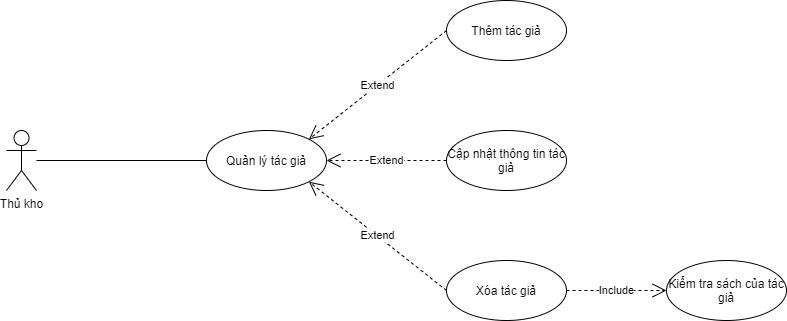 Thêm tác giả
Extend
Quản lý tác giả
Extend
Cập nhật thông tin tác
giả
Thủ kho
Extend
Xóa tác giả
Include
Kiểm tra sách của tác
giả